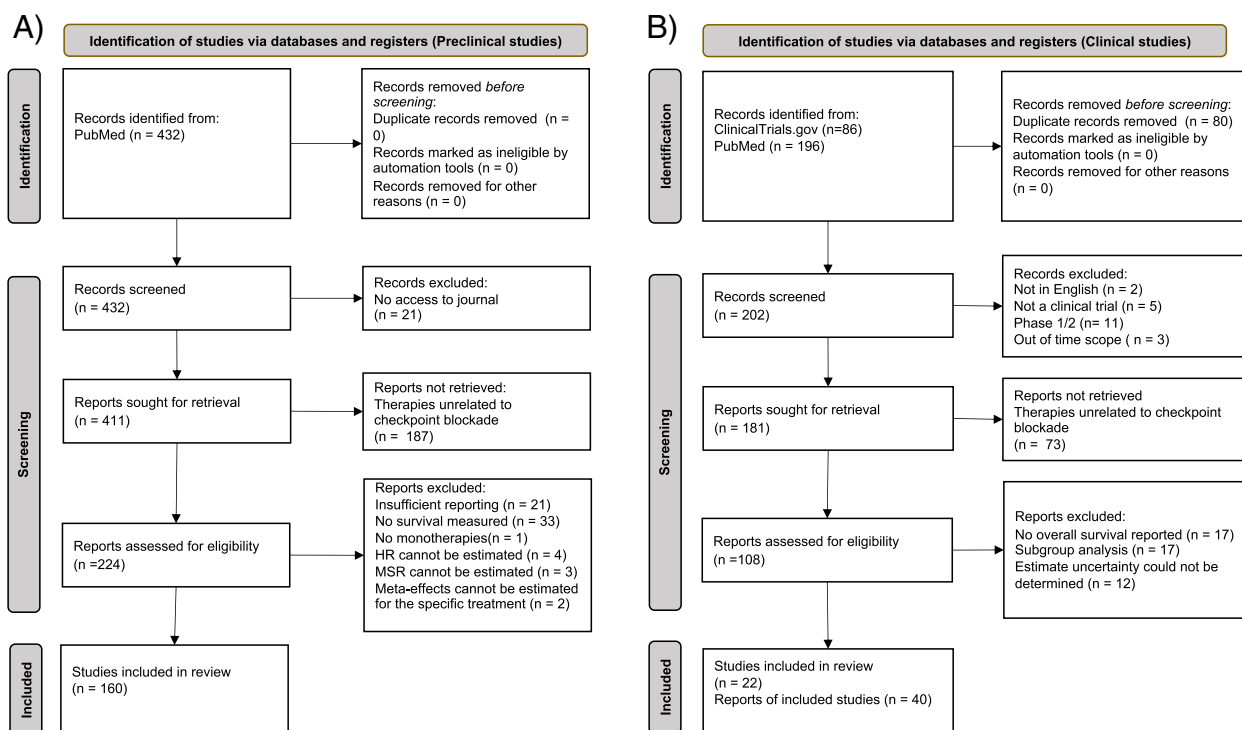 A)
Identification of studies via databases and registers (Preclinical studies)
Identification
Records identified from:
PubMed (n = 432)
Records removed before
screening:
Duplicate records removed (n =
0)
Records marked as ineligible by
automation tools (n = 0)
Records removed for other
reasons (n = 0)
Screening
Records screened
(n = 432)
Records excluded:
No access to journal
(n = 21)
Reports sought for retrieval
(n = 411)
Reports not retrieved:
Therapies unrelated to
checkpoint blockade
(n = 187)
Reports assessed for eligibility
(n =224)
Reports excluded:
Insufficient reporting (n = 21)
No survival measured (n = 33)
No monotherapies(n = 1)
HR cannot be estimated (n = 4)
MSR cannot be estimated (n = 3)
Meta-effects cannot be estimated
for the specific treatment (n = 2)
Included
Studies included in review
(n = 160)
B)
Identification of studies via databases and registers (Clinical studies)
Identification
Records identified from:
ClinicalTrials.gov (n=86)
PubMed (n = 196)
Records removed before screening:
Duplicate records removed (n = 80)
Records marked as ineligible by
automation tools (n = 0)
Records removed for other reasons
(n = 0)
Screening
Records screened
(n = 202)
Records excluded:
Not in English (n = 2)
Not a clinical trial (n = 5)
Phase 1/2 (n= 11)
Out of time scope ( n = 3)
Reports sought for retrieval
(n = 181)
Reports not retrieved
Therapies unrelated to checkpoint
blockade
(n = 73)
Reports assessed for eligibility
(n =108)
Reports excluded:
No overall survival reported (n = 17)
Subgroup analysis (n = 17)
Estimate uncertainty could not be
determined (n = 12)
Included
Studies included in review
(n = 22)
Reports of included studies (n = 40)